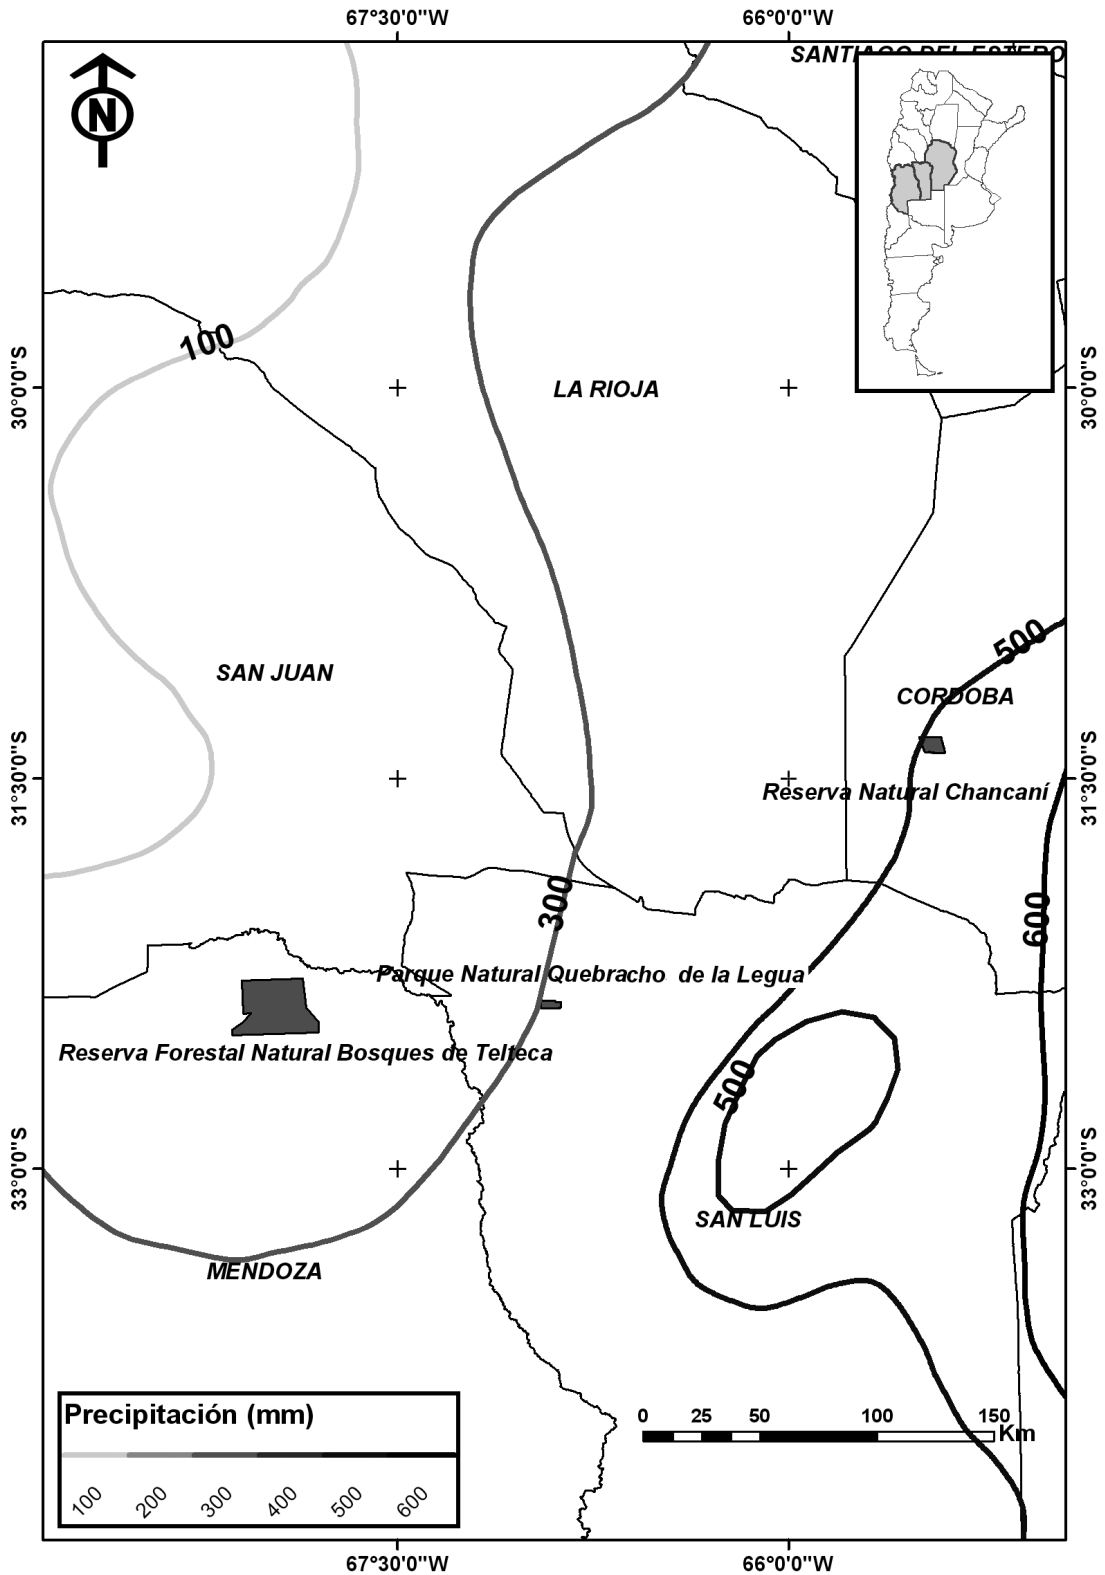 67°30'0"W 66°0'0"W
SANTIAGO DEL ESTERO
N
100
30°0'0"S LA RIOJA 30°0'0"S
500
SAN JUAN
CORDOBA
31°30'0"S Reserva Natural Chancaní 31°30'0"S
300
600
Parque Natural Quebracho de la Legua
Reserva Forestal Natural Bosques de Telteca
500
33°0'0"S 33°0'0"S
SAN LUIS
MENDOZA
Precipitación (mm)
100 200 300 400 500 600
0 25 50 100 150
Km
67°30'0"W 66°0'0"W